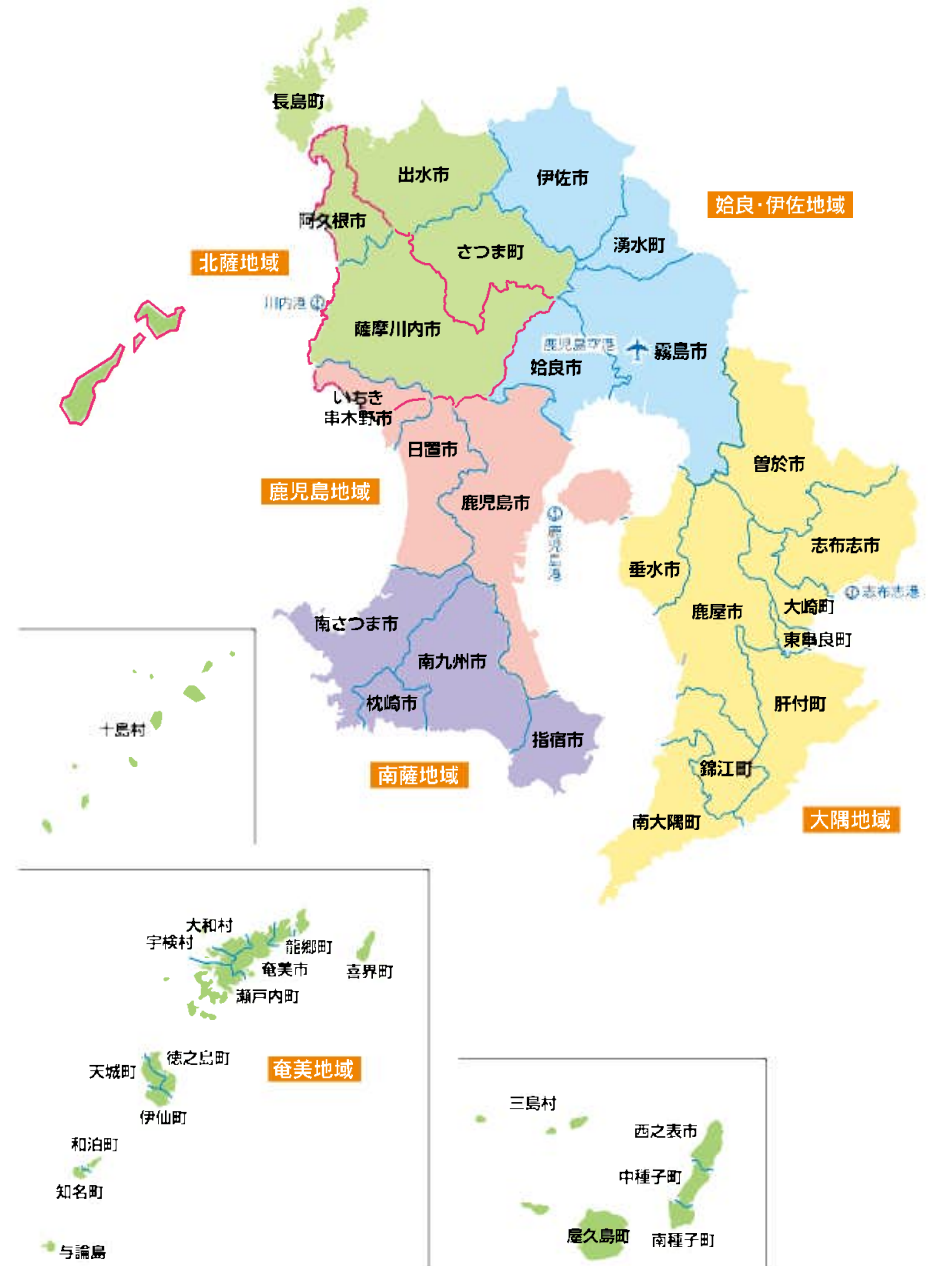 長島町
出水市
伊佐市
姶良・伊佐地域
阿久根市
さつま町
湧水町
北薩地域
川内港
薩摩川内市
鹿児島空港
霧島市
姶良市
いちき
串木野市
日置市
曽於市
鹿児島地域
鹿児島市
鹿児島港
志布志市
垂水市
志布志港
大崎町
鹿屋市
南さつま市
東串良町
南九州市
枕崎市
肝付町
十島村
指宿市
南薩地域
錦江町
南大隅町
大隅地域
大和村
宇検村
龍郷町
奄美市
喜界町
瀬戸内町
徳之島町
天城町
奄美地域
伊仙町
三島村
西之表市
和泊町
中種子町
知名町
屋久島町
南種子町
与論島